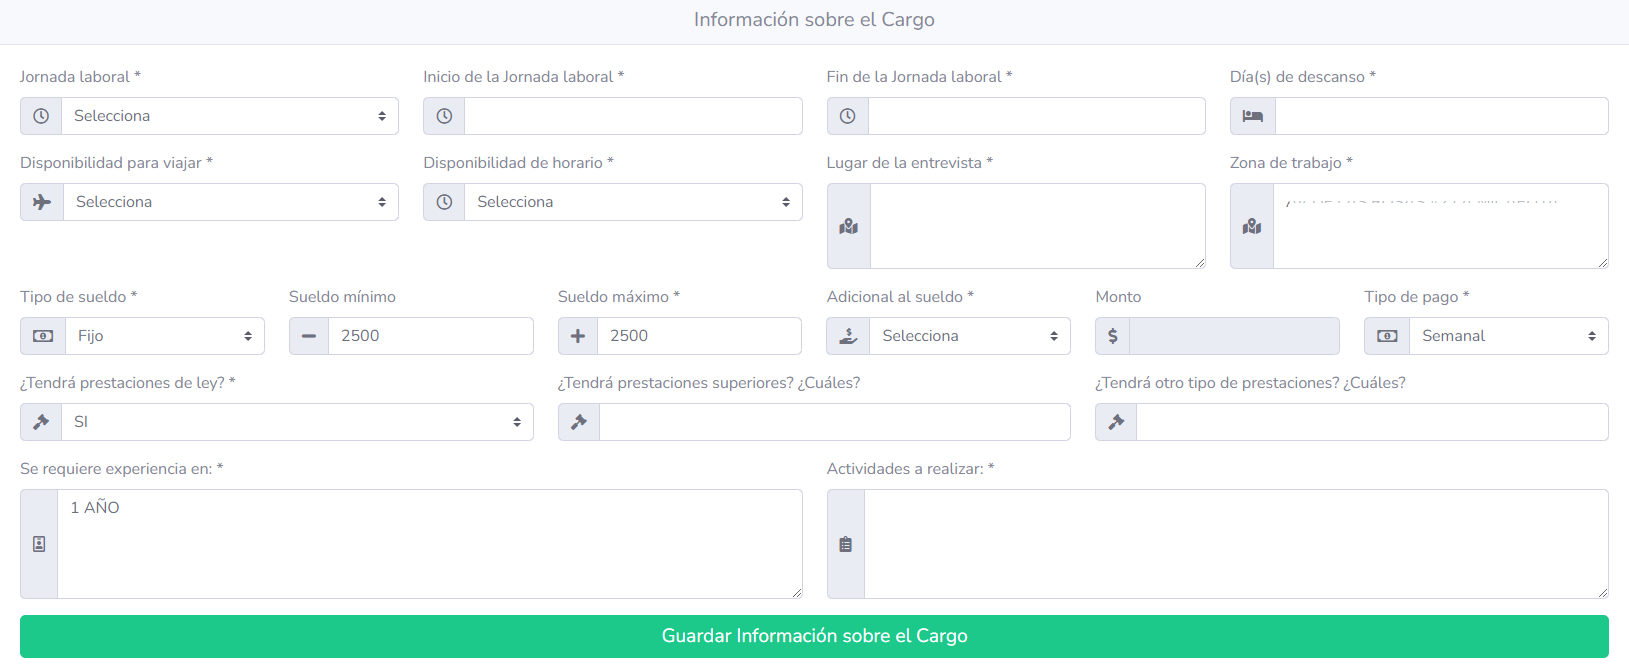 Información sobre el Cargo
Jornada laboral * Inicio de la Jornada laboral * Fin de la Jornada laboral * Día(s) de descanso *
Selecciona
Disponibilidad para viajar * Disponibilidad de horario * Lugar de la entrevista * Zona de trabajo *
Selecciona Selecciona
Tipo de sueldo * Sueldo mínimo Sueldo máximo * Adicional al sueldo * Monto Tipo de pago *
Fijo 2500 2500 Selecciona Semanal
¿Tendrá prestaciones de ley? * ¿Tendrá prestaciones superiores? ¿Cuáles? ¿Tendrá otro tipo de prestaciones? ¿Cuáles?
SI
Se requiere experiencia en: * Actividades a realizar: *
1 AÑO
Guardar Información sobre el Cargo